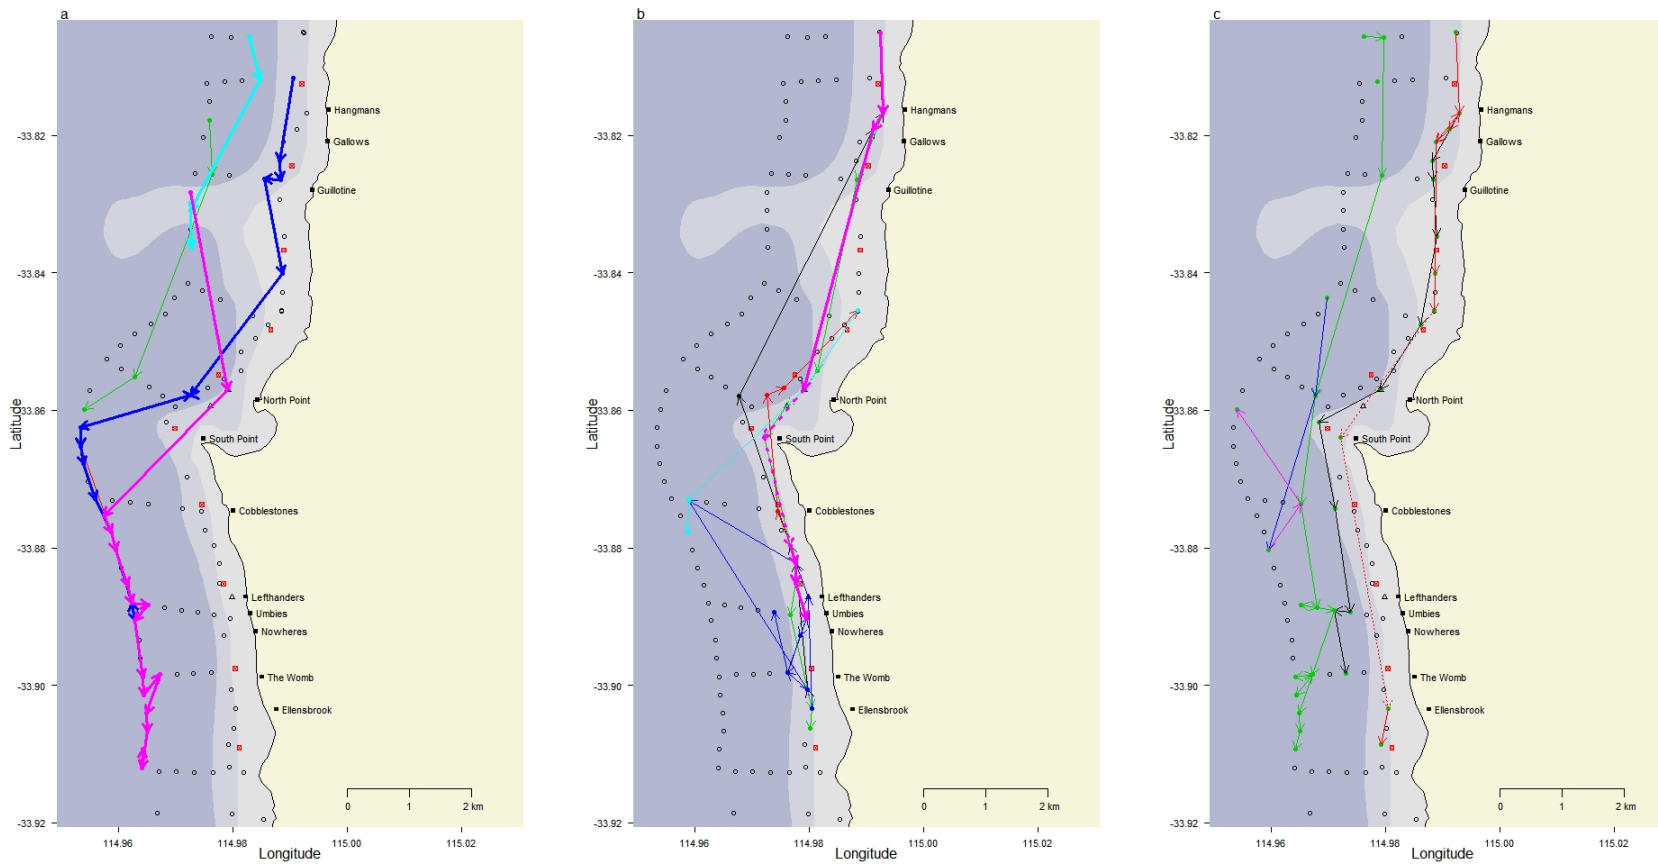 a
-33.82
-33.84
-33.86
-33.88
-33.90
-33.92
Latitude
Hangmans
Gallows
Guillotine
North Point
South Point
Cobblestones
Lefthanders
Umbies
Nowheres
The Womb
Ellensbrook
0 1 2 km
114.96 114.98 115.00 115.02
Longitude
b
-33.82
-33.84
-33.86
-33.88
-33.90
-33.92
Latitude
Hangmans
Gallows
Guillotine
North Point
South Point
Cobblestones
Lefthanders
Umbies
Nowheres
The Womb
Ellensbrook
0 1 2 km
114.96 114.98 115.00 115.02
Longitude
c
-33.82
-33.84
-33.86
-33.88
-33.90
-33.92
Latitude
Hangmans
Gallows
Guillotine
North Point
South Point
Cobblestones
Lefthanders
Umbies
Nowheres
The Womb
Ellensbrook
0 1 2 km
114.96 114.98 115.00 115.02
Longitude